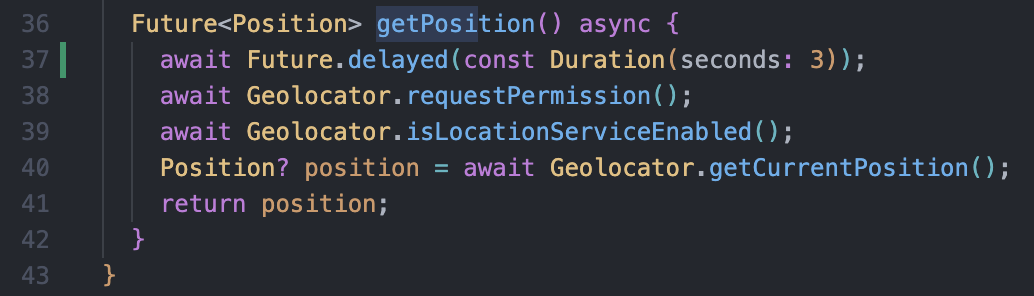 36 Future<Position> getPosition() async {
37 await Future.delayed(const Duration(seconds: 3));
38 await Geolocator.requestPermission();
39 await Geolocator.isLocationServiceEnabled();
40 Position? position = await Geolocator.getCurrentPosition();
41 return position;
42 }
43 }